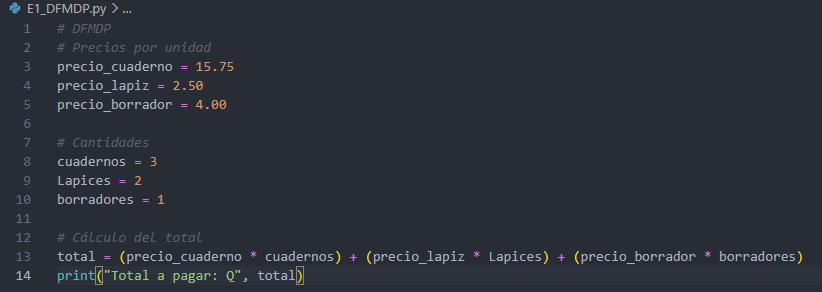 E1_DFMDP.py > ...
1 # DFMDP
2 # Precios por unidad
3 precio_cuaderno = 15.75
4 precio_lapiz = 2.50
5 precio_borrador = 4.00
6
7 # Cantidades
8 cuadernos = 3
9 Lapices = 2
10 borradores = 1
11
12 # Cálculo del total
13 total = (precio_cuaderno * cuadernos) + (precio_lapiz * Lapices) + (precio_borrador * borradores)
14 print("Total a pagar: Q", total)